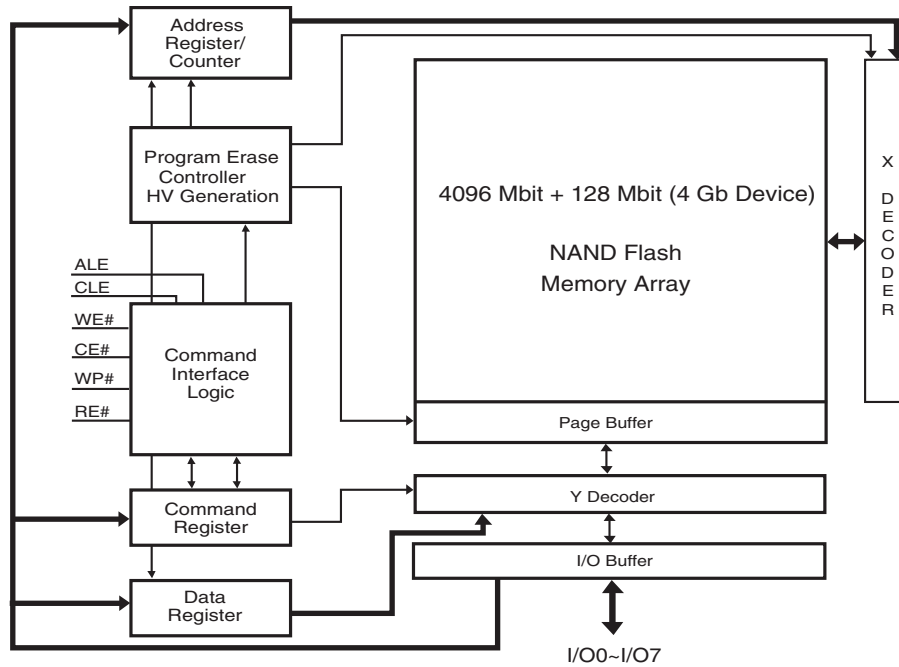 Address
Register/
Counter
Program Erase
Controller
HV Generation
4096 Mbit + 128 Mbit (4 Gb Device)
NAND Flash
Memory Array
X
D
E
C
O
D
E
R
ALE
CLE
WE#
CE#
WP#
RE#
Command
Interface
Logic
Page Buffer
Command
Register
Y Decoder
I/O Buffer
Data
Register
I/O0~I/O7